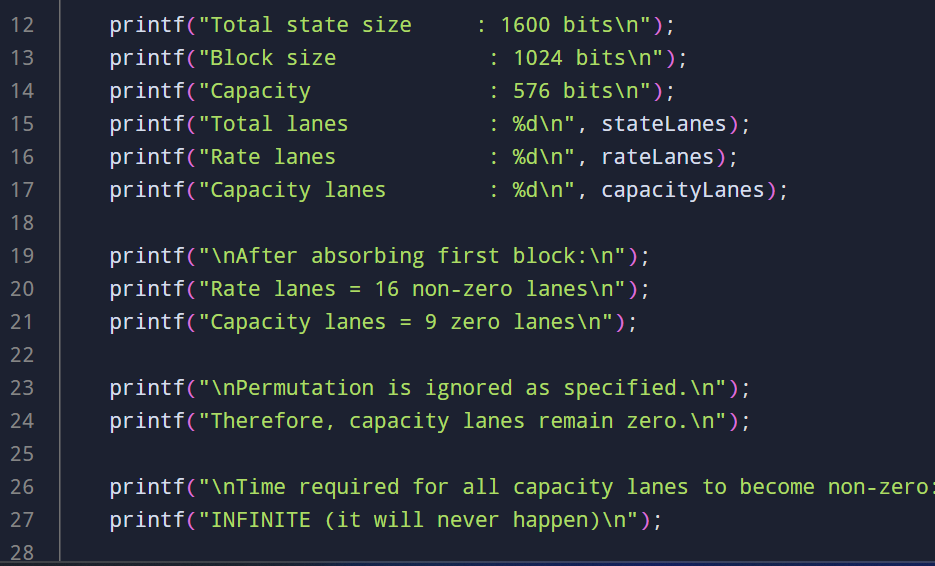 12 printf("Total state size     : 1600 bits\n");
13 printf("Block size            : 1024 bits\n");
14 printf("Capacity              : 576 bits\n");
15 printf("Total lanes           : %d\n", stateLanes);
16 printf("Rate lanes            : %d\n", rateLanes);
17 printf("Capacity lanes        : %d\n", capacityLanes);
18
19 printf("\nAfter absorbing first block:\n");
20 printf("Rate lanes = 16 non-zero lanes\n");
21 printf("Capacity lanes = 9 zero lanes\n");
22
23 printf("\nPermutation is ignored as specified.\n");
24 printf("Therefore, capacity lanes remain zero.\n");
25
26 printf("\nTime required for all capacity lanes to become non-zero:
27 printf("INFINITE (it will never happen)\n");
28